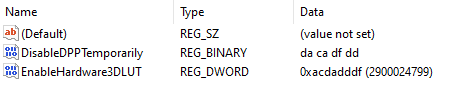 Name Type Data
(Default) REG_SZ (value not set)
DisableDPPTemporarily REG_BINARY da ca df dd
EnableHardware3DLUT REG_DWORD 0xacdadddf (2900024799)